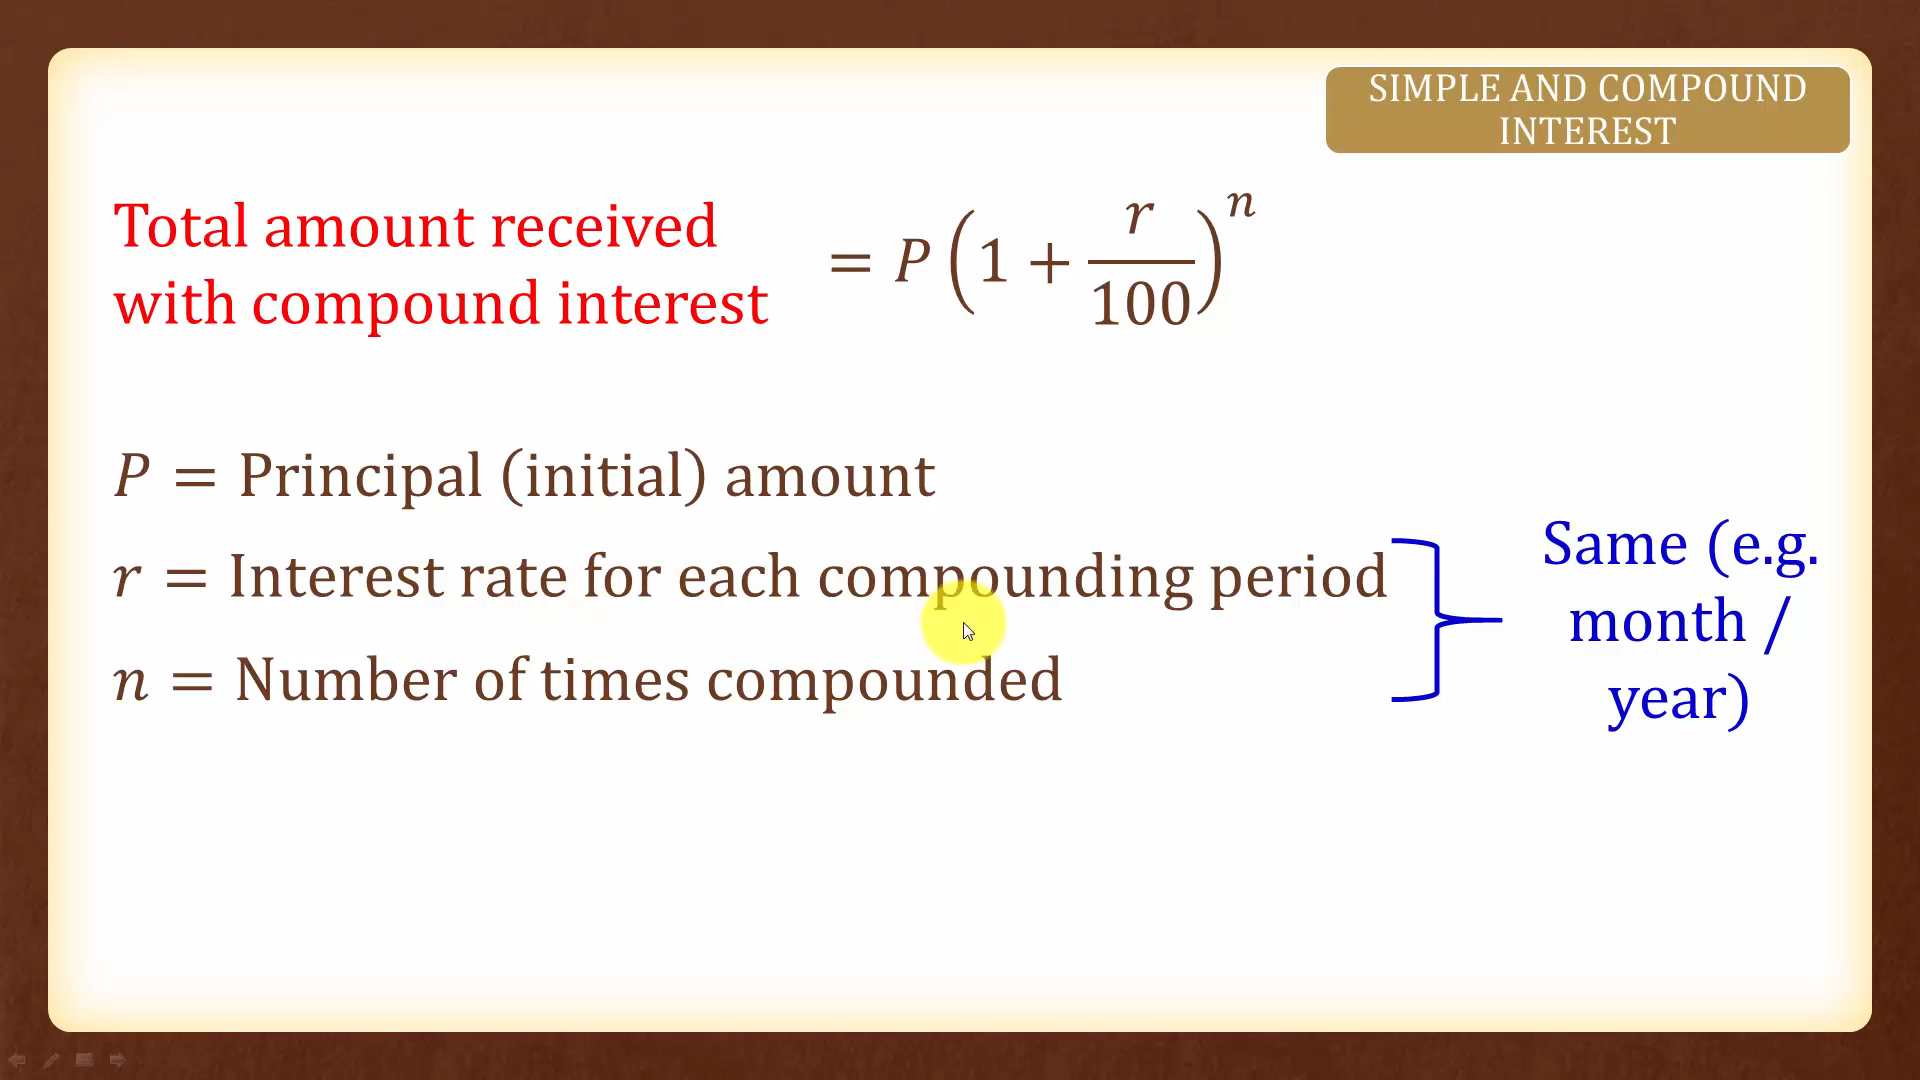 SIMPLE AND COMPOUND
INTEREST
Total amount received
with compound interest
= P(1 + r/100)^n
P = Principal (initial) amount
r = Interest rate for each compounding period
n = Number of times compounded
Same (e.g.
month /
year)